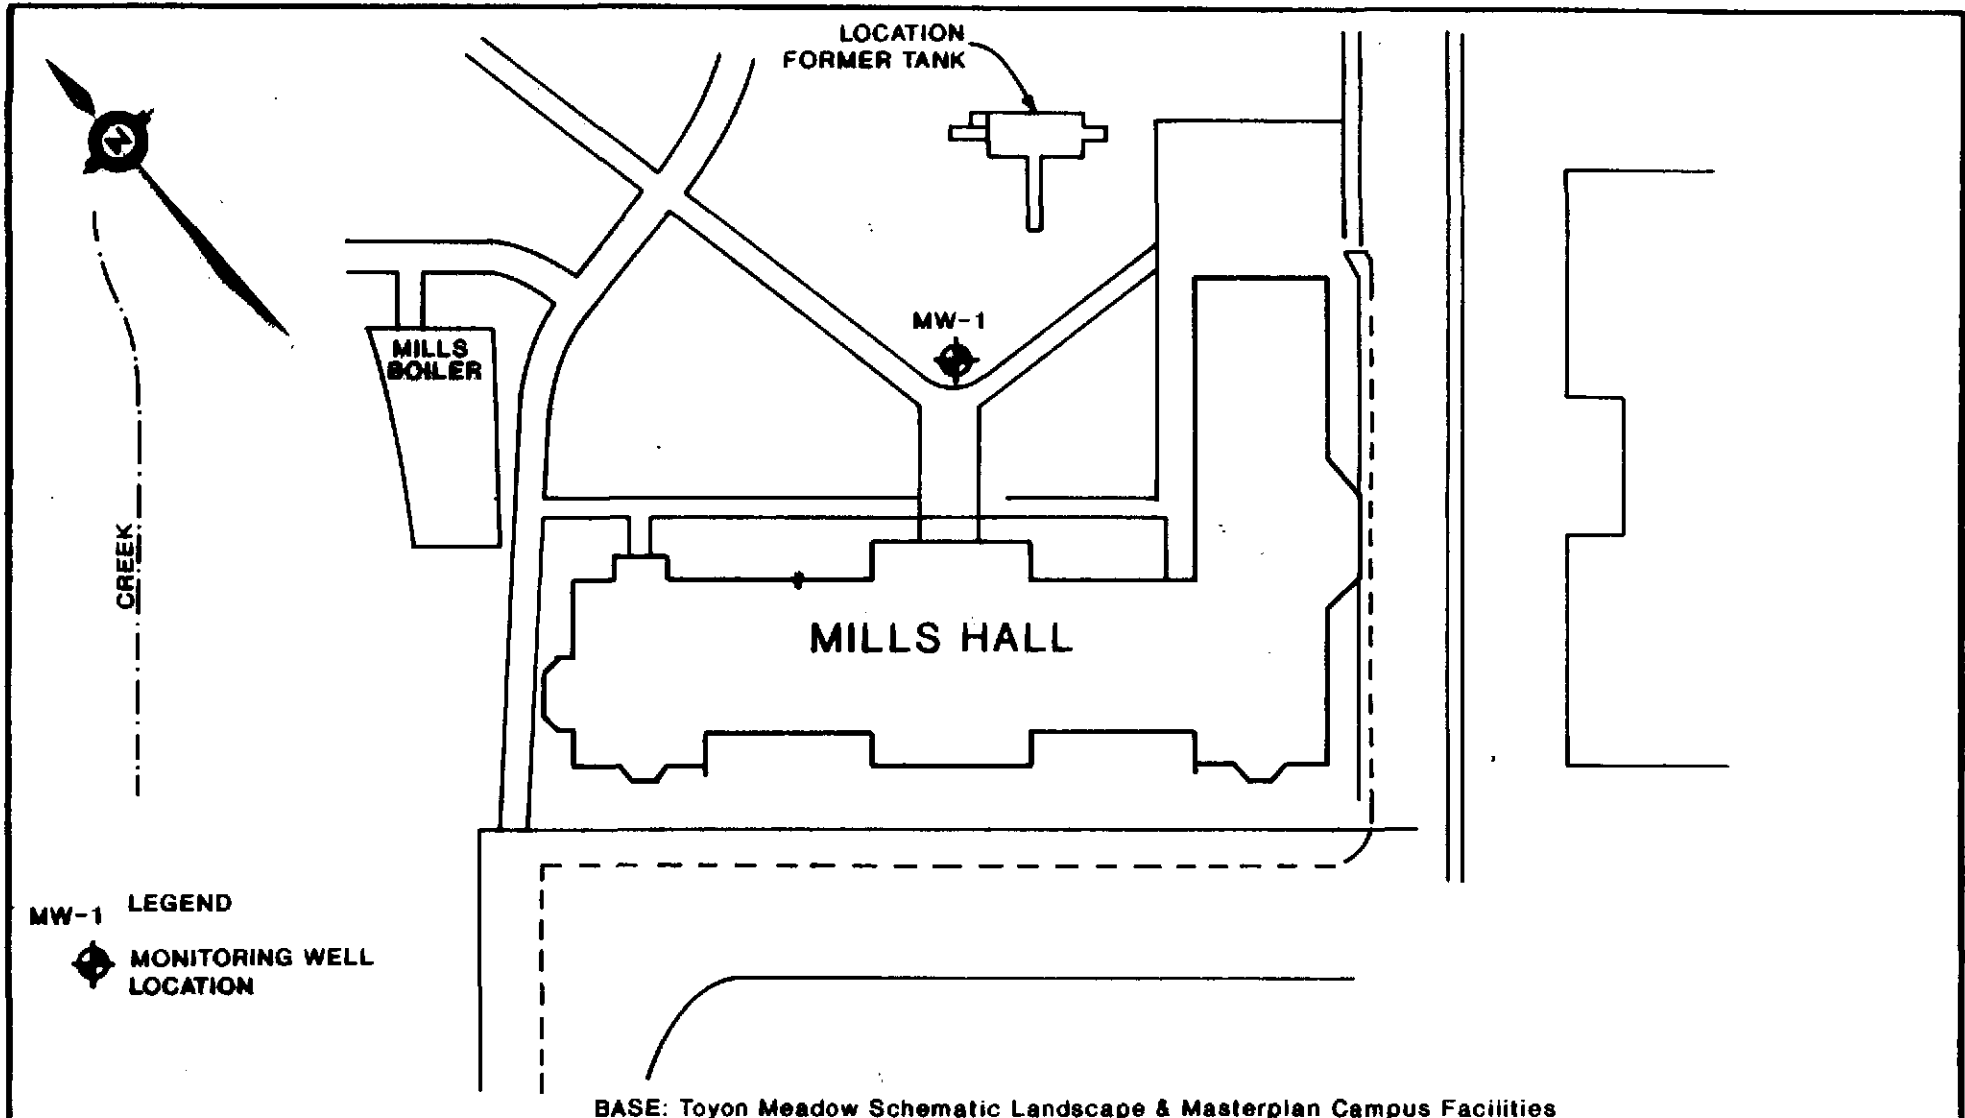 LOCATION
FORMER TANK
N
MW-1
MILLS
BOILER
CREEK
MILLS HALL
LEGEND
MW-1
MONITORING WELL
LOCATION
BASE: Toyon Meadow Schematic Landscape & Masterplan Campus Facilities